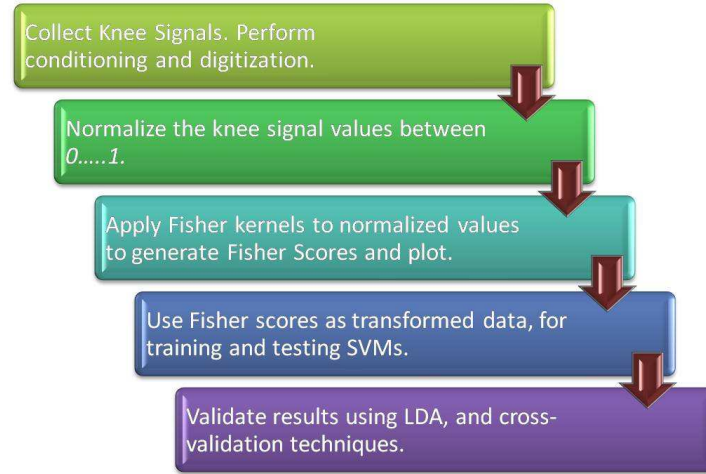 Collect Knee Signals. Perform
conditioning and digitization.
Normalize the knee signal values between
0.....1.
Apply Fisher kernels to normalized values
to generate Fisher Scores and plot.
Use Fisher scores as transformed data, for
training and testing SVMs.
Validate results using LDA, and cross-
validation techniques.